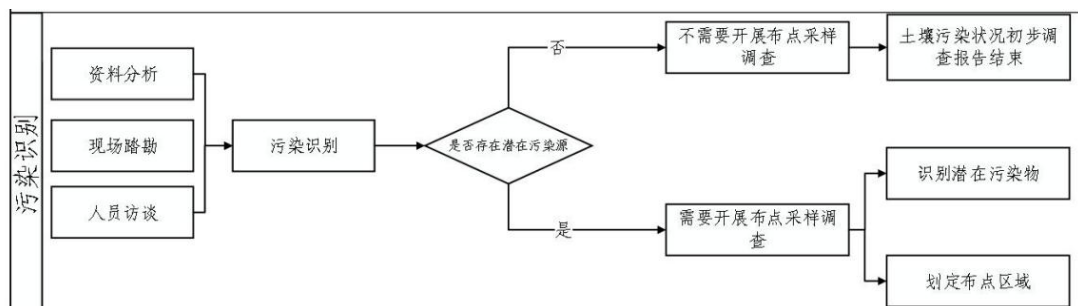 污染识别
资料分析
现场踏勘
人员访谈
污染识别
是否存在潜在污染源
否
不需要开展布点采样
调查
土壤污染状况初步调
查报告结束
是
需要开展布点采样调
查
识别潜在污染物
划定布点区域